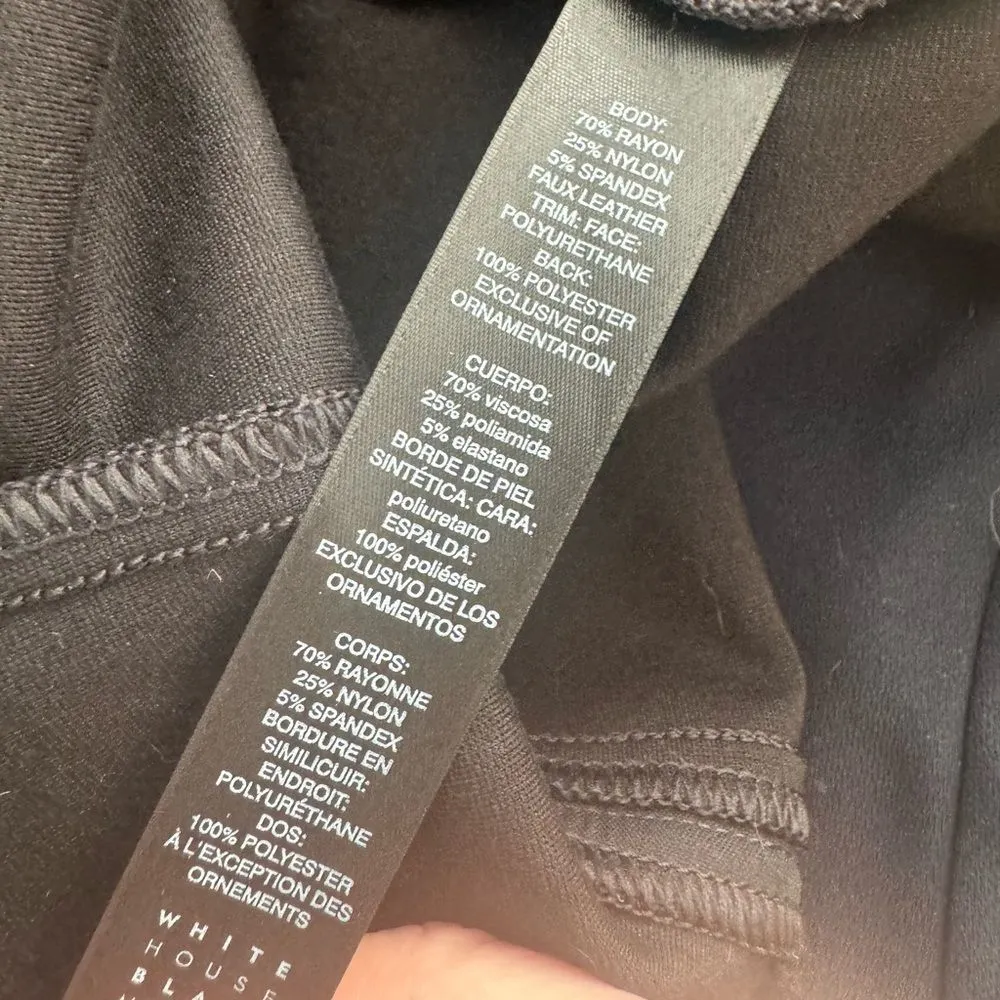 BODY:
70% RAYON
25% NYLON
5% SPANDEX
FAUX LEATHER
TRIM: FACE:
POLYURETHANE
BACK:
100% POLYESTER
EXCLUSIVE OF
ORNAMENTATION
CUERPO:
70% viscosa
25% poliamida
5% elastano
BORDE DE PIEL
SINTÉTICA: CARA:
poliuretano
ESPALDA:
100% poliéster
EXCLUSIVO DE LOS
ORNAMENTOS
CORPS:
70% RAYONNE
25% NYLON
5% SPANDEX
BORDURE EN
SIMILICUIR:
ENDROIT:
POLYURÉTHANE
DOS:
100% POLYESTER
À L'EXCEPTION DES
ORNEMENTS
WHITE
HOUSE